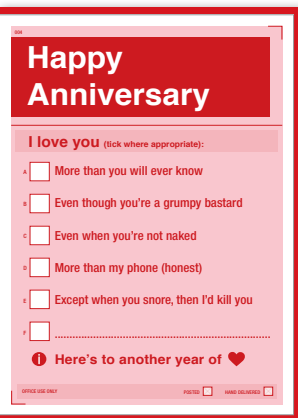 004
Happy
Anniversary
I love you (tick where appropriate):
A More than you will ever know
B Even though you're a grumpy bastard
C Even when you're not naked
D More than my phone (honest)
E Except when you snore, then I'd kill you
F ..........................................................................
i Here's to another year of ♥
OFFICE USE ONLY POSTED HAND DELIVERED